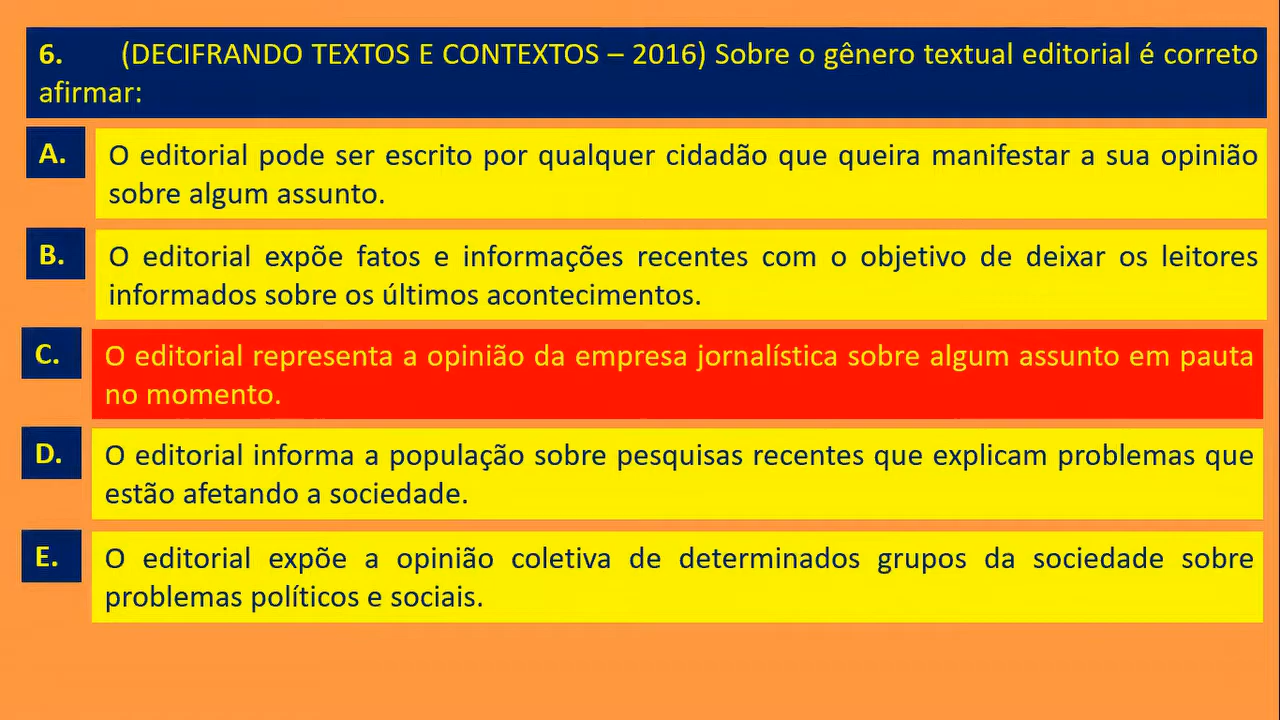 6. (DECIFRANDO TEXTOS E CONTEXTOS – 2016) Sobre o gênero textual editorial é correto
afirmar:
A. O editorial pode ser escrito por qualquer cidadão que queira manifestar a sua opinião
sobre algum assunto.
B. O editorial expõe fatos e informações recentes com o objetivo de deixar os leitores
informados sobre os últimos acontecimentos.
C. O editorial representa a opinião da empresa jornalística sobre algum assunto em pauta
no momento.
D. O editorial informa a população sobre pesquisas recentes que explicam problemas que
estão afetando a sociedade.
E. O editorial expõe a opinião coletiva de determinados grupos da sociedade sobre
problemas políticos e sociais.